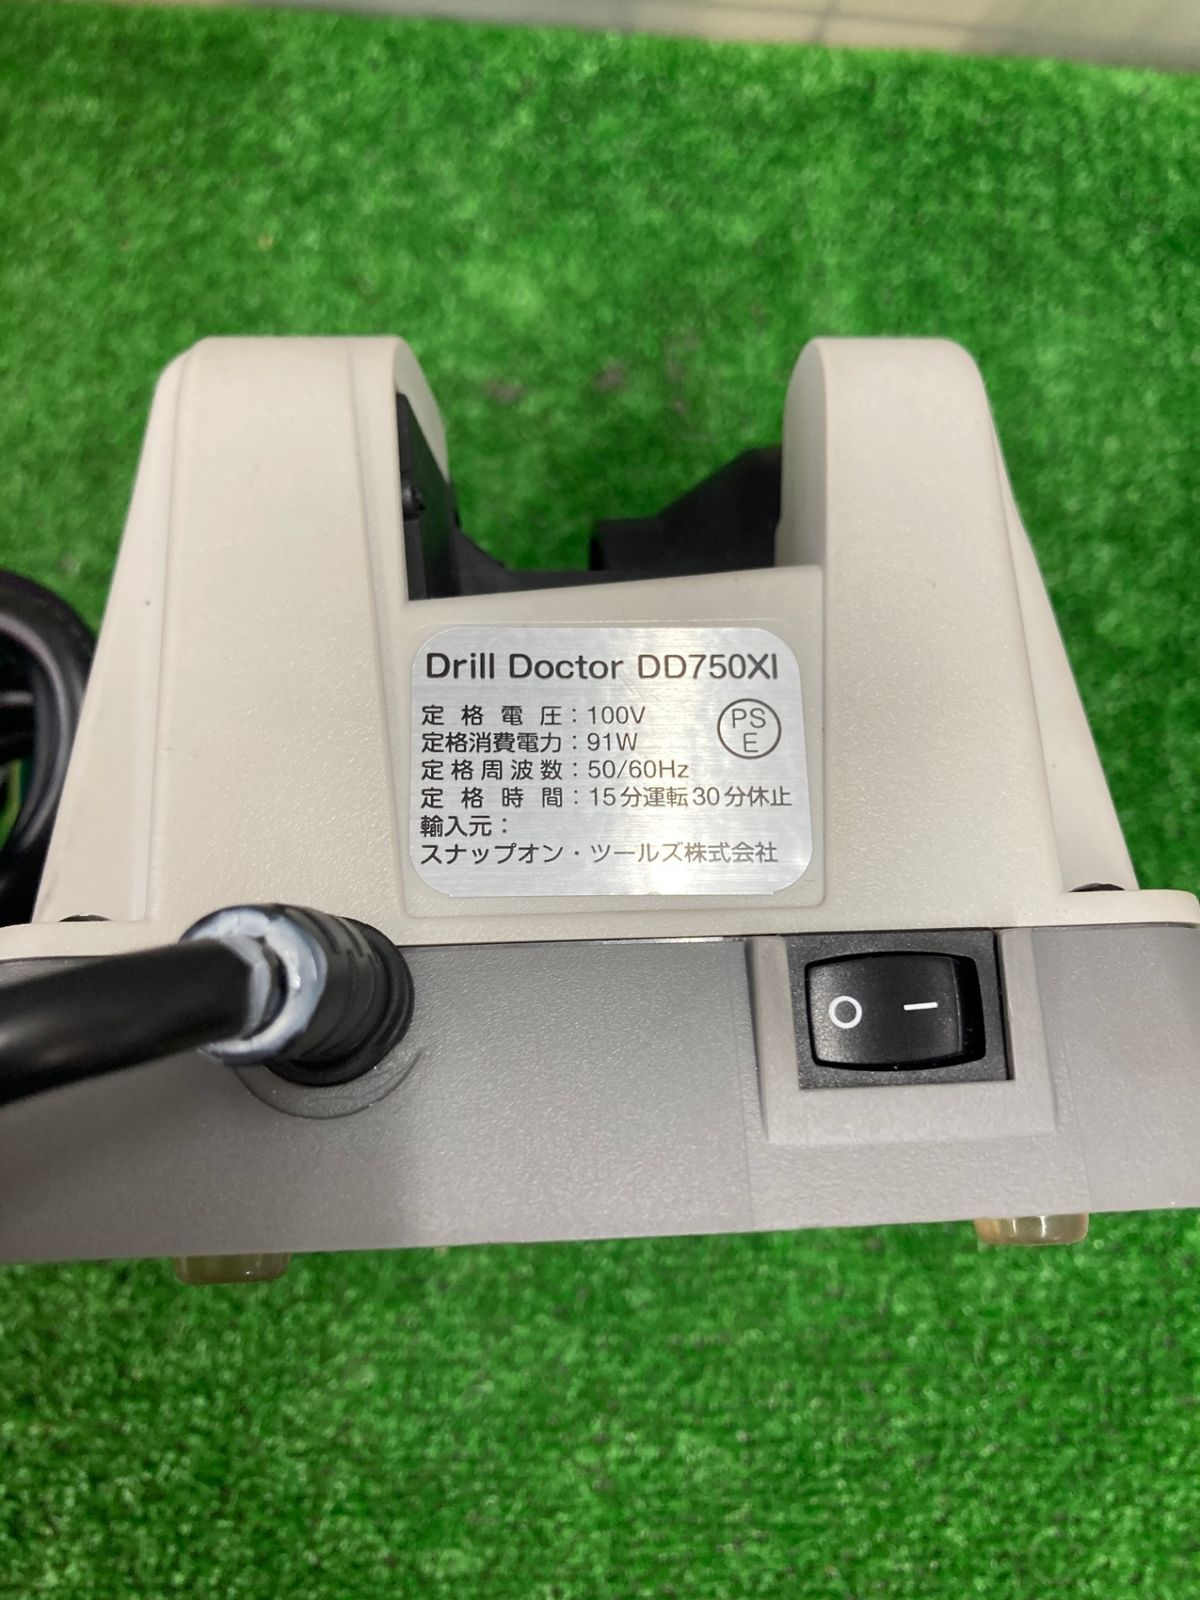 Drill Doctor DD750XI
定格電圧：100V
PS
E
定格消費電力：91W
定格周波数：50/60Hz
定格時間：15分運転30分休止
輸入元：
スナップオン・ツールズ株式会社